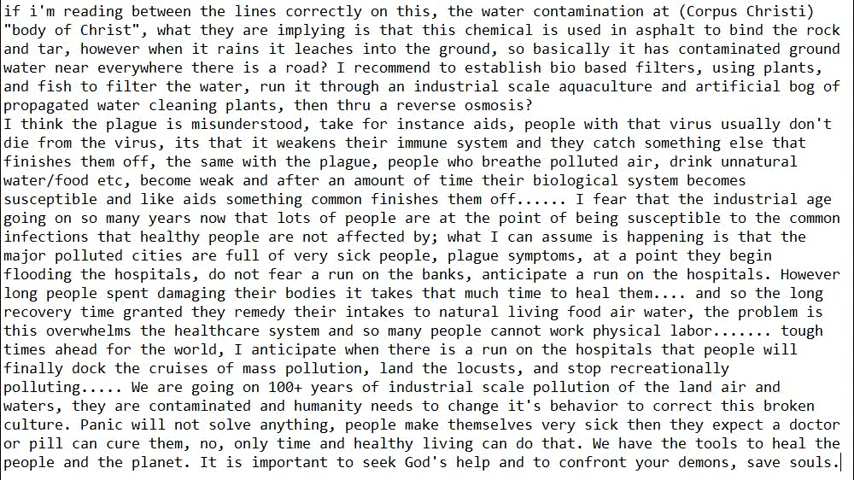 if i'm reading between the lines correctly on this, the water contamination at (Corpus Christi)
"body of Christ", what they are implying is that this chemical is used in asphalt to bind the rock
and tar, however when it rains it leaches into the ground, so basically it has contaminated ground
water near everywhere there is a road? I recommend to establish bio based filters, using plants,
and fish to filter the water, run it through an industrial scale aquaculture and artificial bog of
propagated water cleaning plants, then thru a reverse osmosis?
I think the plague is misunderstood, take for instance aids, people with that virus usually don't
die from the virus, its that it weakens their immune system and they catch something else that
finishes them off, the same with the plague, people who breathe polluted air, drink unnatural
water/food etc, become weak and after an amount of time their biological system becomes
susceptible and like aids something common finishes them off...... I fear that the industrial age
going on so many years now that lots of people are at the point of being susceptible to the common
infections that healthy people are not affected by; what I can assume is happening is that the
major polluted cities are full of very sick people, plague symptoms, at a point they begin
flooding the hospitals, do not fear a run on the banks, anticipate a run on the hospitals. However
long people spent damaging their bodies it takes that much time to heal them.... and so the long
recovery time granted they remedy their intakes to natural living food air water, the problem is
this overwhelms the healthcare system and so many people cannot work physical labor....... tough
times ahead for the world, I anticipate when there is a run on the hospitals that people will
finally dock the cruises of mass pollution, land the locusts, and stop recreationally
polluting..... We are going on 100+ years of industrial scale pollution of the land air and
waters, they are contaminated and humanity needs to change it's behavior to correct this broken
culture. Panic will not solve anything, people make themselves very sick then they expect a doctor
or pill can cure them, no, only time and healthy living can do that. We have the tools to heal the
people and the planet. It is important to seek God's help and to confront your demons, save souls.